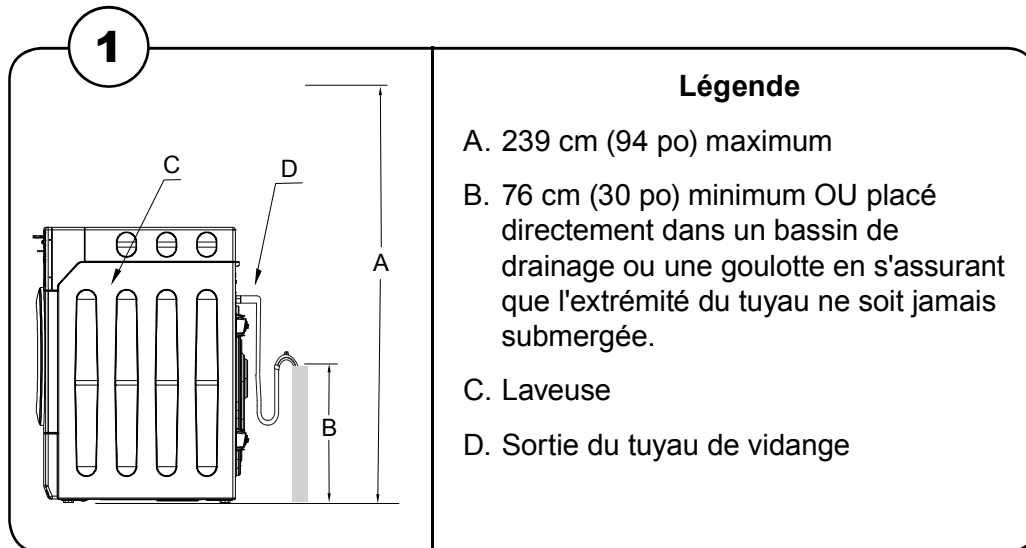 1
C
D
A
B
Légende
A. 239 cm (94 po) maximum
B. 76 cm (30 po) minimum OU placé
directement dans un bassin de
drainage ou une goulotte en s'assurant
que l'extrémité du tuyau ne soit jamais
submergée.
C. Laveuse
D. Sortie du tuyau de vidange